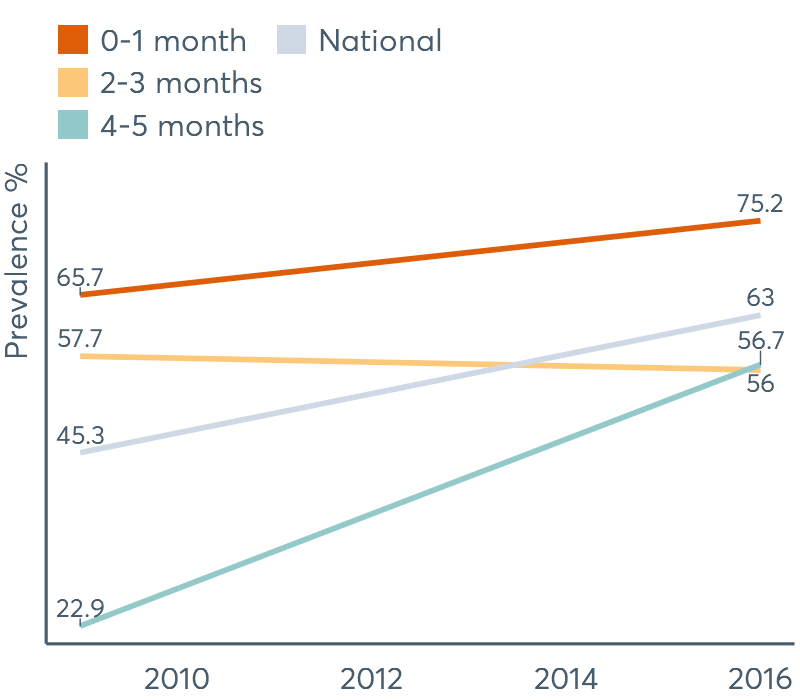 0-1 month National
2-3 months
4-5 months
Prevalence %
75.2
65.7
63
57.7
56.7
56
45.3
22.9
2010 2012 2014 2016